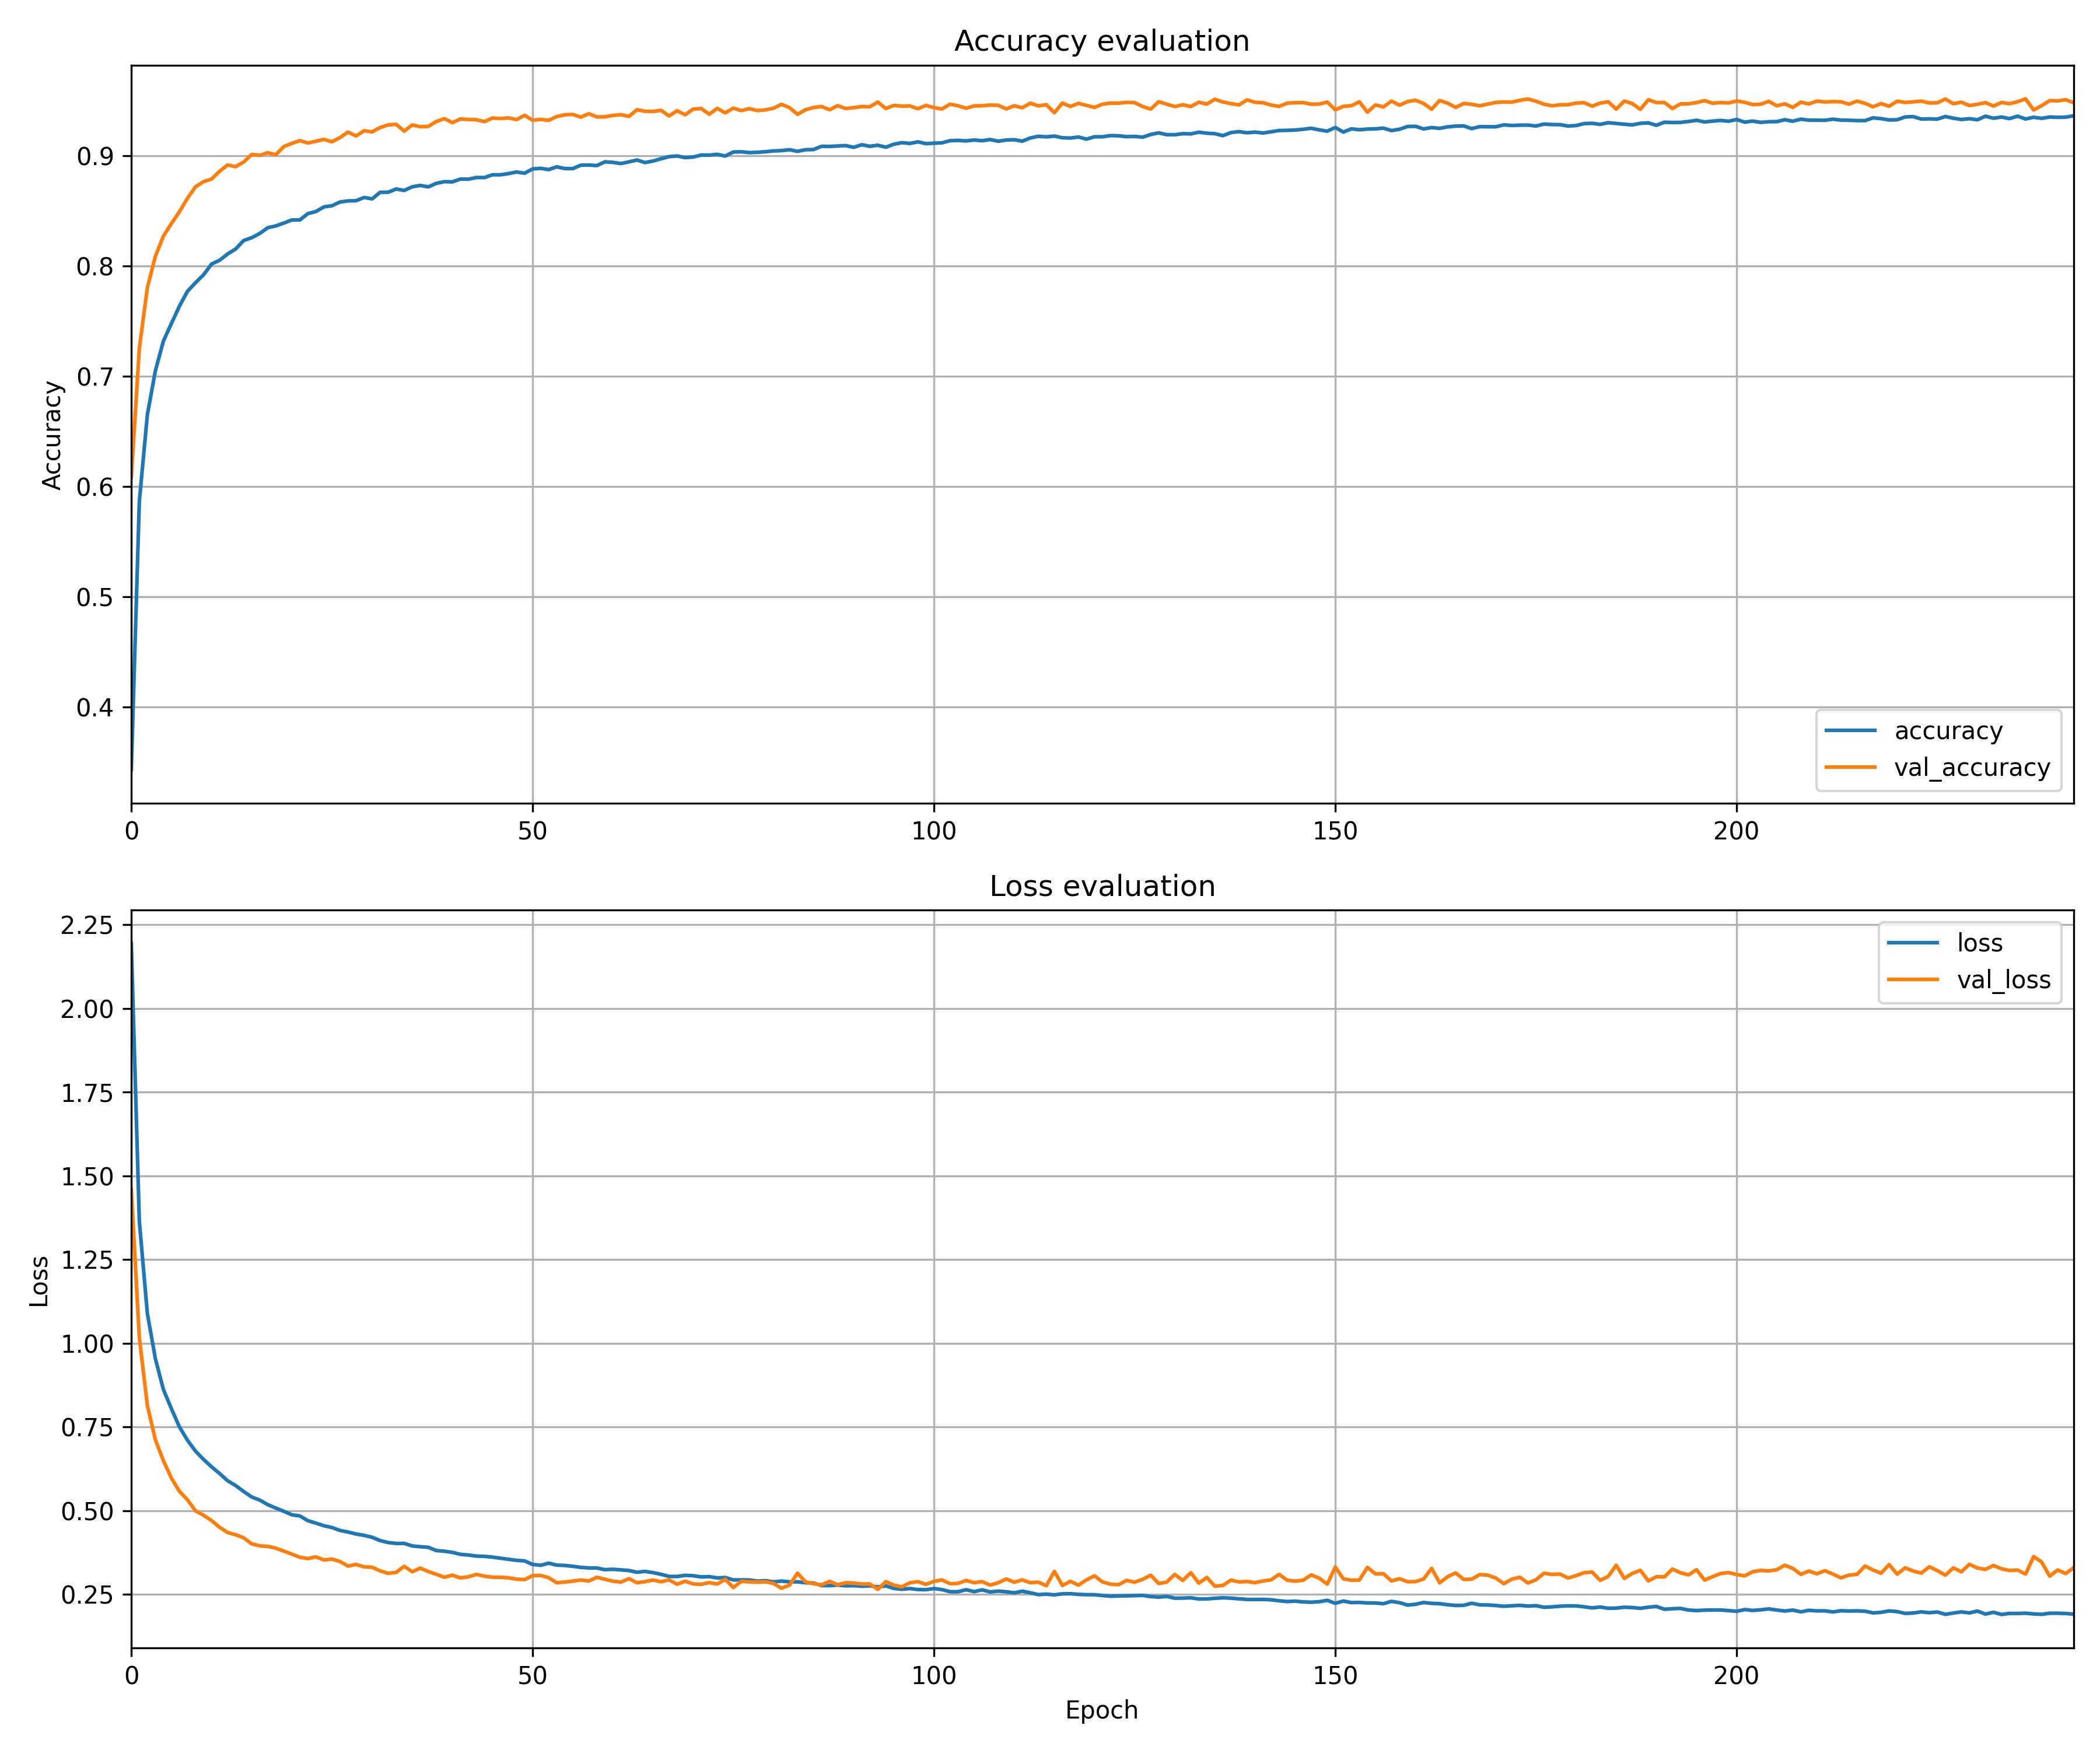 Accuracy evaluation
Accuracy
0.9
0.8
0.7
0.6
0.5
0.4
accuracy
val_accuracy
0 50 100 150 200
Loss evaluation
Loss
2.25
2.00
1.75
1.50
1.25
1.00
0.75
0.50
0.25
loss
val_loss
0 50 100 150 200
Epoch